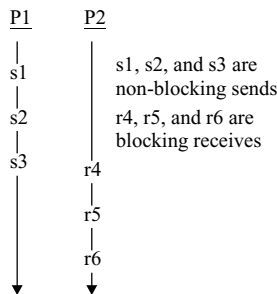 P1 P2
s1
s2
s3
r4
r5
r6
s1, s2, and s3 are
non-blocking sends
r4, r5, and r6 are
blocking receives